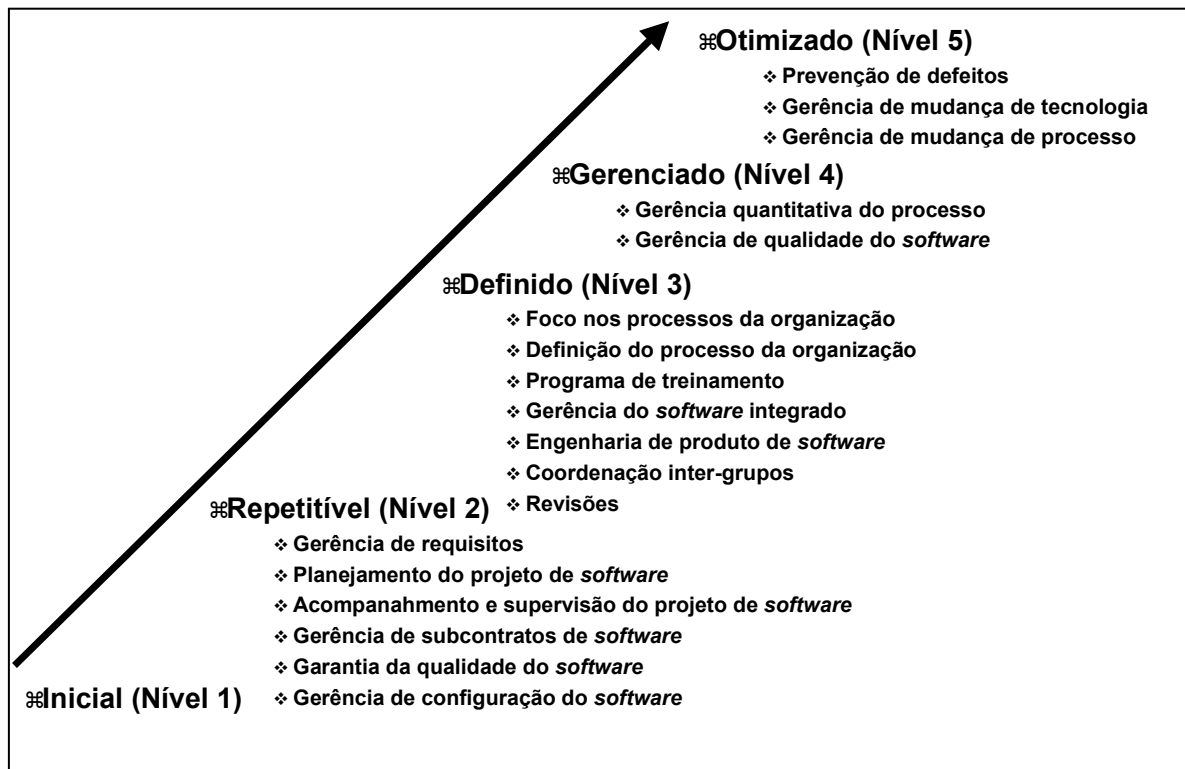 ⌘Otimizado (Nível 5)
❖ Prevenção de defeitos
❖ Gerência de mudança de tecnologia
❖ Gerência de mudança de processo
⌘Gerenciado (Nível 4)
❖ Gerência quantitativa do processo
❖ Gerência de qualidade do software
⌘Definido (Nível 3)
❖ Foco nos processos da organização
❖ Definição do processo da organização
❖ Programa de treinamento
❖ Gerência do software integrado
❖ Engenharia de produto de software
❖ Coordenação inter-grupos
❖ Revisões
⌘Repetitível (Nível 2)
❖ Gerência de requisitos
❖ Planejamento do projeto de software
❖ Acompanahmento e supervisão do projeto de software
❖ Gerência de subcontratos de software
❖ Garantia da qualidade do software
❖ Gerência de configuração do software
⌘Inicial (Nível 1)